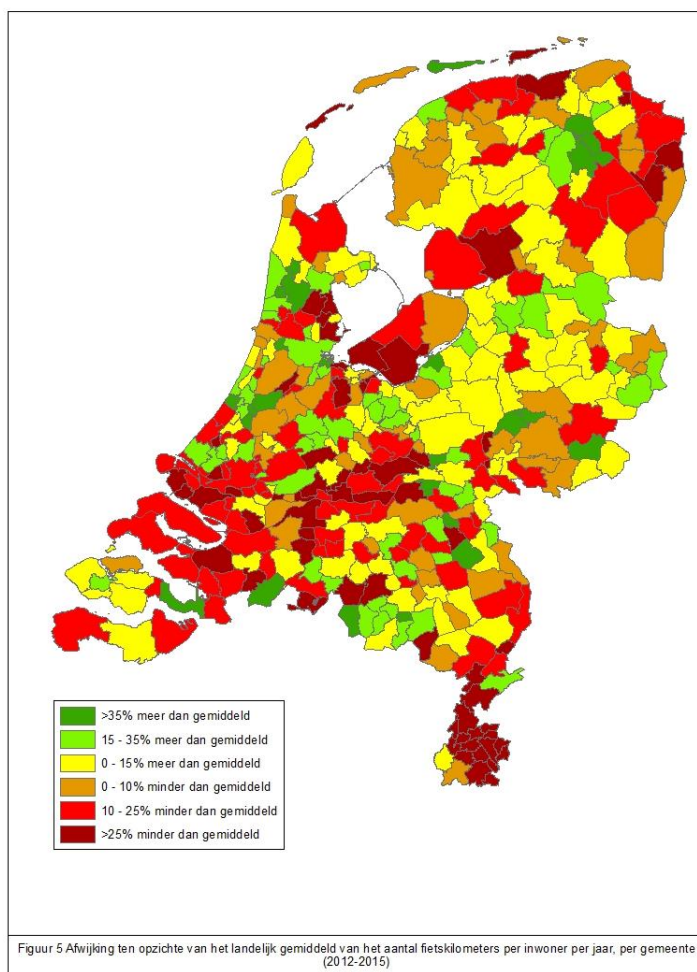 >35% meer dan gemiddeld
15 - 35% meer dan gemiddeld
0 - 15% meer dan gemiddeld
0 - 10% minder dan gemiddeld
10 - 25% minder dan gemiddeld
>25% minder dan gemiddeld
Figuur 5 Afwijking ten opzichte van het landelijk gemiddeld van het aantal fietskilometers per inwoner per jaar, per gemeente
(2012-2015)